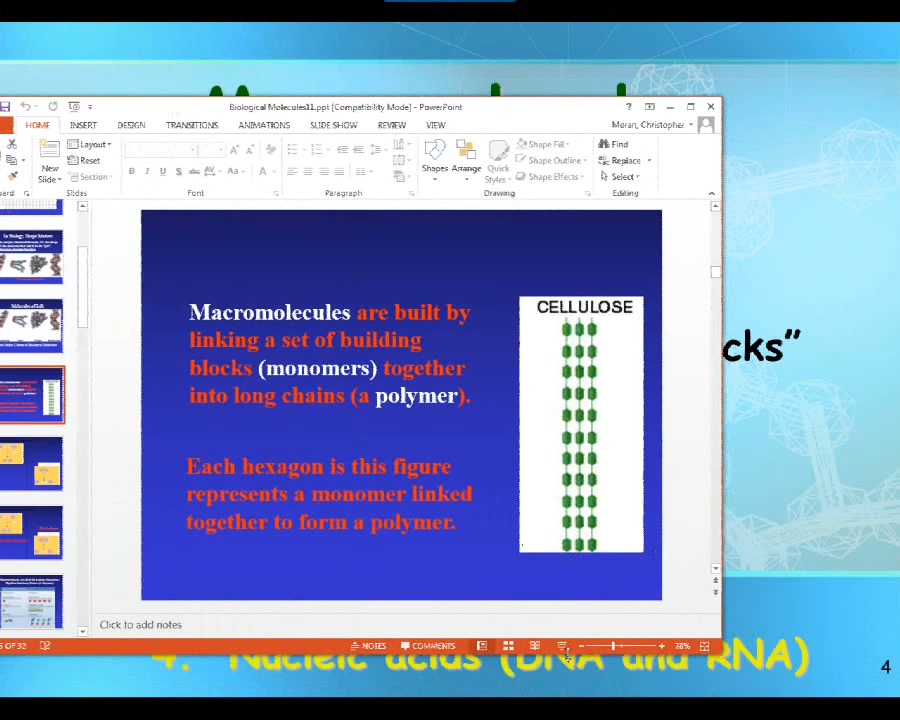 Biological Molecules11.ppt [Compatibility Mode] - PowerPoint
?
HOME INSERT DESIGN TRANSITIONS ANIMATIONS SLIDE SHOW REVIEW VIEW Moran, Christopher
New
Slide
Layout
Reset
Section
Slides
B I U S abc AV Aa A
Font
Paragraph
Shapes
Arrange
Quick
Styles
Shape Fill
Shape Outline
Shape Effects
Drawing
Find
Replace
Select
Editing
Macromolecules are built by
linking a set of building
blocks (monomers) together
into long chains (a polymer).
Each hexagon is this figure
represents a monomer linked
together to form a polymer.
CELLULOSE
cks”
Click to add notes
OF 32 NOTES COMMENTS 78%
4. Nucleic acids (DNA and RNA)
4